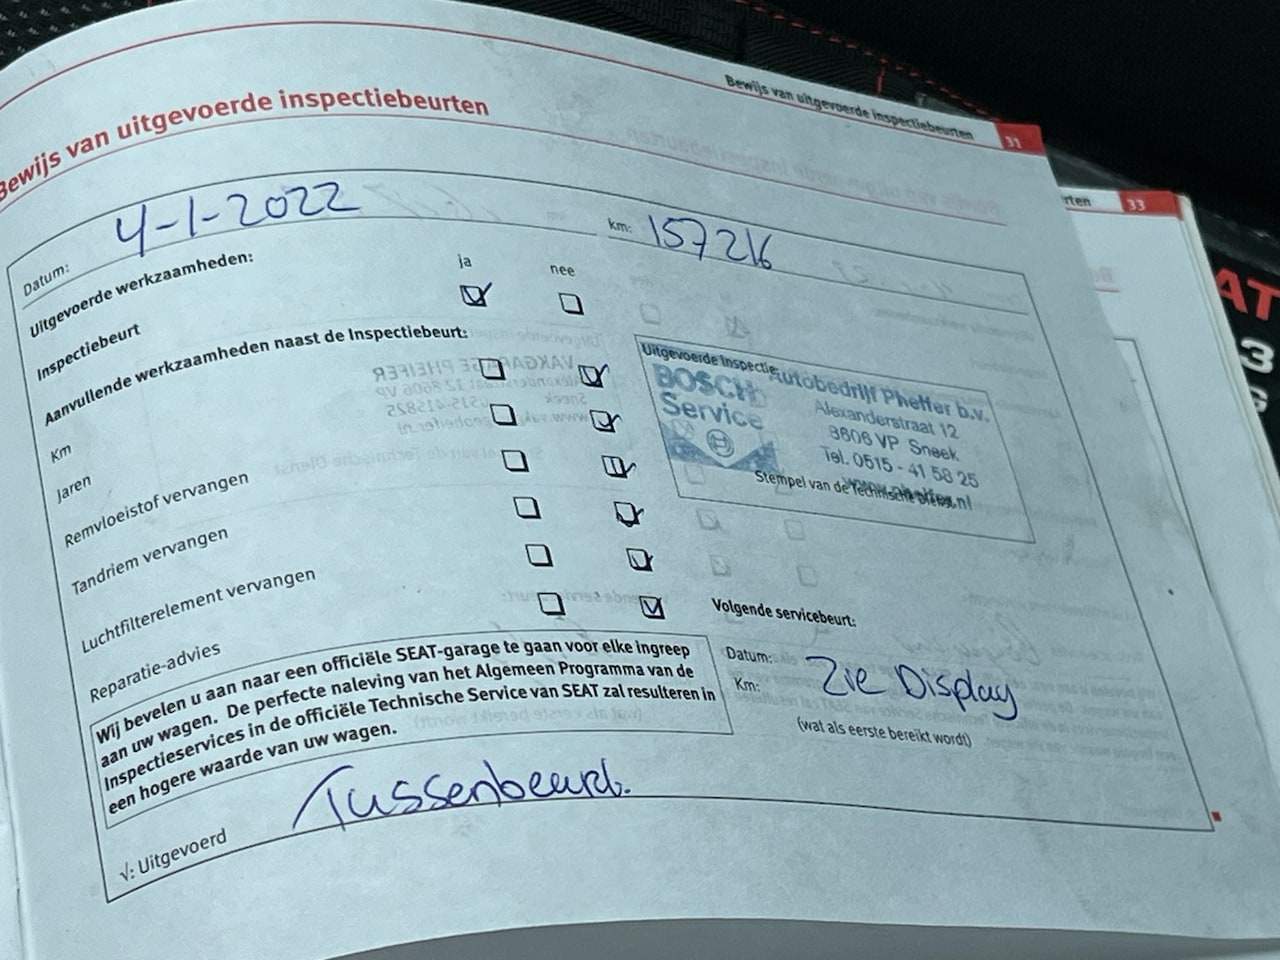 Bewijs van uitgevoerde inspectiebeurten 31
rten 33
Bewijs van uitgevoerde inspectiebeurten
Datum: 4-1-2022 km: 157216
Uitgevoerde werkzaamheden: ja nee
Inspectiebeurt
Aanvullende werkzaamheden naast de Inspectiebeurt:
Km
Jaren
Remvloeistof vervangen
Tandriem vervangen
Luchtfilterelement vervangen
Reparatie-advies
Uitgevoerde Inspectie:
BOSCH
Service
Autobedrijf Pheifer b.v.
Alexanderstraat 12
8606 VP Sneek
Tel. 0515 - 41 58 25
Stempel van de Technische Dienst
Volgende servicebeurt:
Datum: Zie Display
Km:
(wat als eerste bereikt wordt)
Wij bevelen u aan naar een officiële SEAT-garage te gaan voor elke ingreep
aan uw wagen. De perfecte naleving van het Algemeen Programma van de
Inspectieservices in de officiële Technische Service van SEAT zal resulteren in
een hogere waarde van uw wagen.
√: Uitgevoerd Tussenbeurd.
AT
3